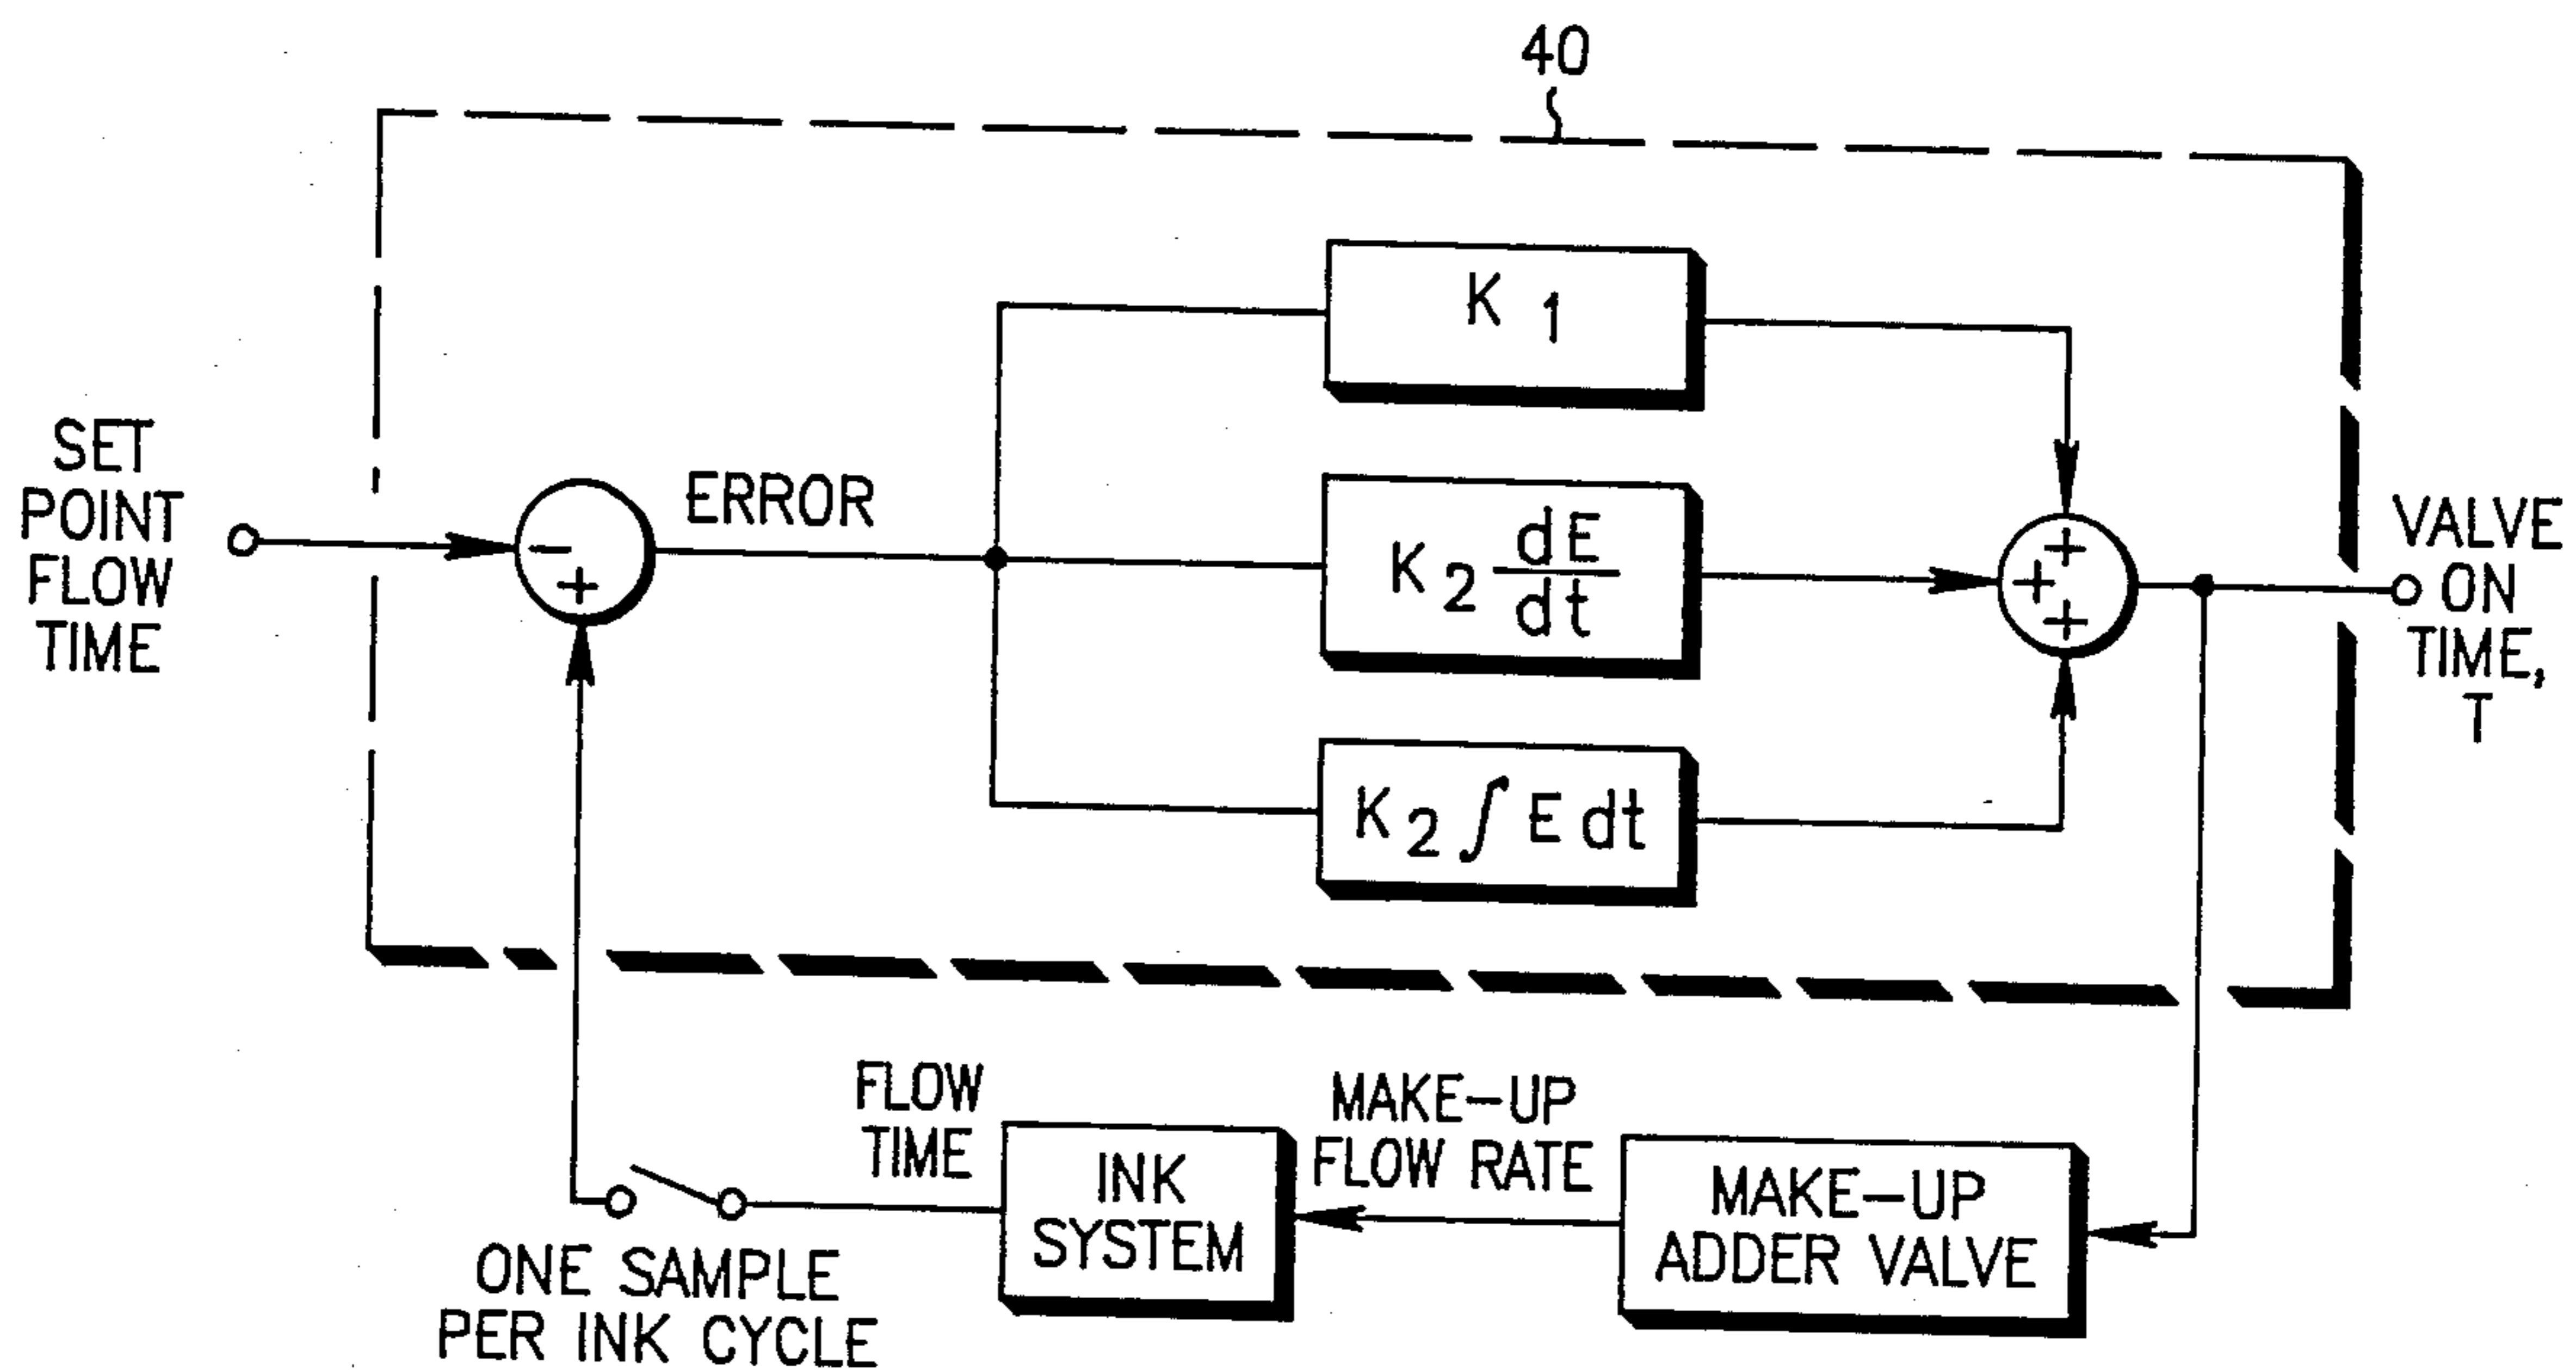 40
SET
POINT
FLOW
TIME
−
+
ERROR
K 1
K 2 dE
dt
K 2 ∫ E dt
+
+
+
VALVE
ON
TIME,
T
FLOW
TIME
INK
SYSTEM
MAKE-UP
FLOW RATE
MAKE-UP
ADDER VALVE
ONE SAMPLE
PER INK CYCLE